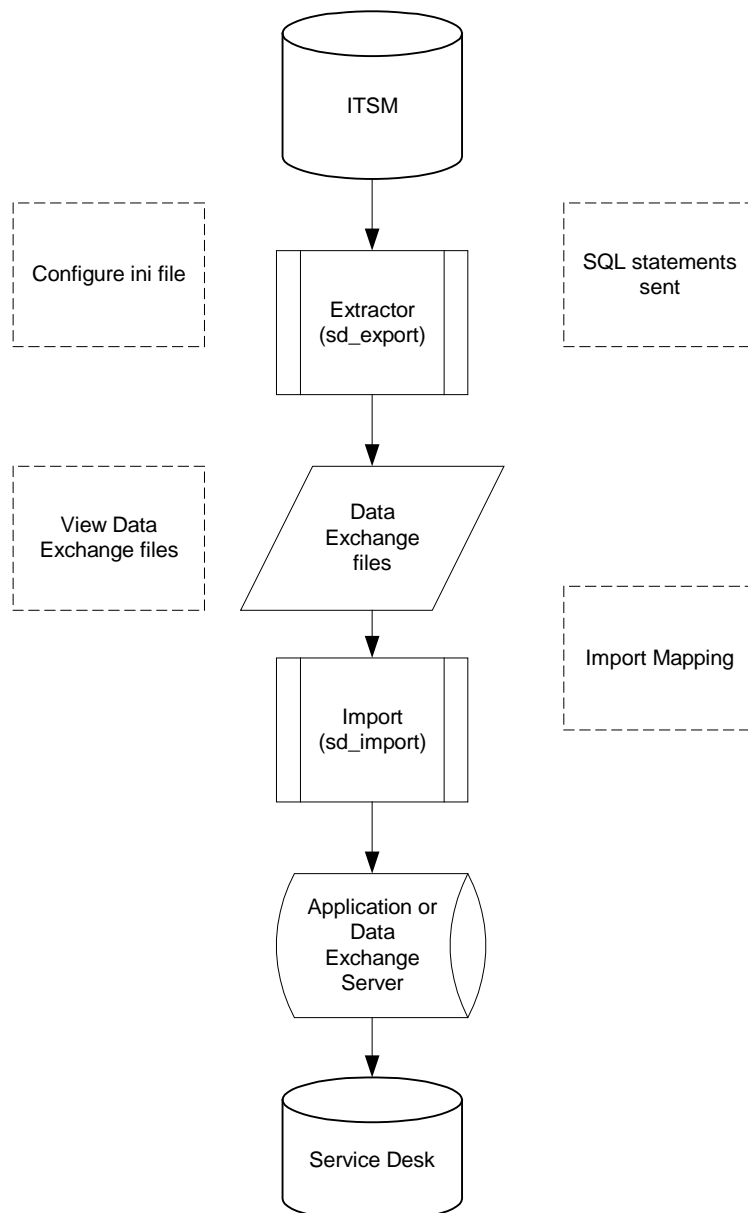 ITSM
Configure ini file
SQL statements
sent
Extractor
(sd_export)
View Data
Exchange files
Data
Exchange
files
Import Mapping
Import
(sd_import)
Application or
Data
Exchange
Server
Service Desk